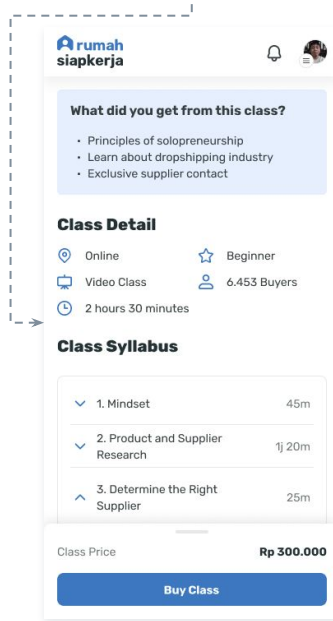 rumah
siapkerja
What did you get from this class?
• Principles of solopreneurship
• Learn about dropshipping industry
• Exclusive supplier contact
Class Detail
Online
Beginner
Video Class
6.453 Buyers
2 hours 30 minutes
Class Syllabus
1. Mindset
45m
2. Product and Supplier
Research
1j 20m
3. Determine the Right
Supplier
25m
Class Price
Rp 300.000
Buy Class